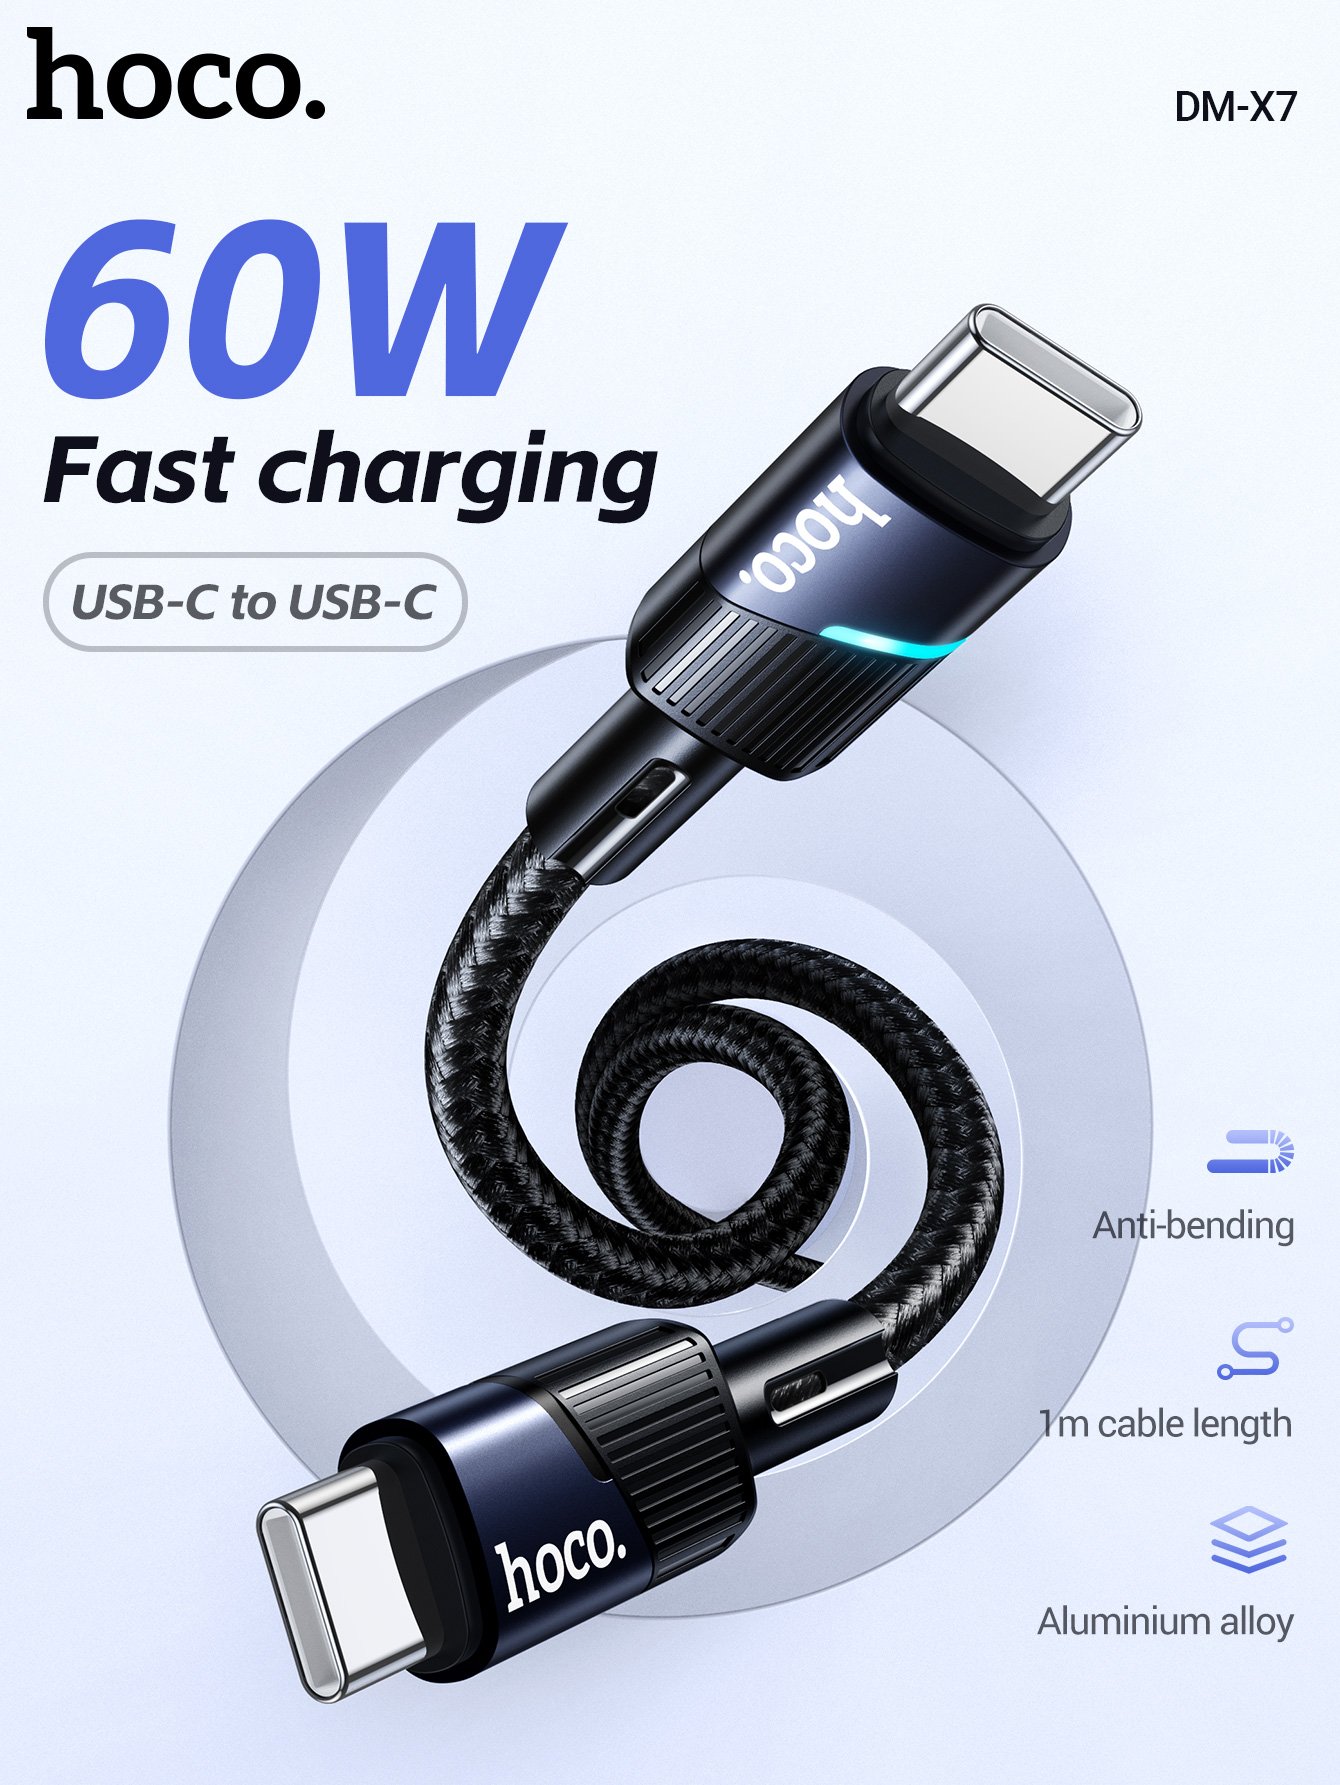 hoco.
DM-X7
60W
Fast charging
USB-C to USB-C
hoco.
Anti-bending
1m cable length
hoco.
Aluminium alloy